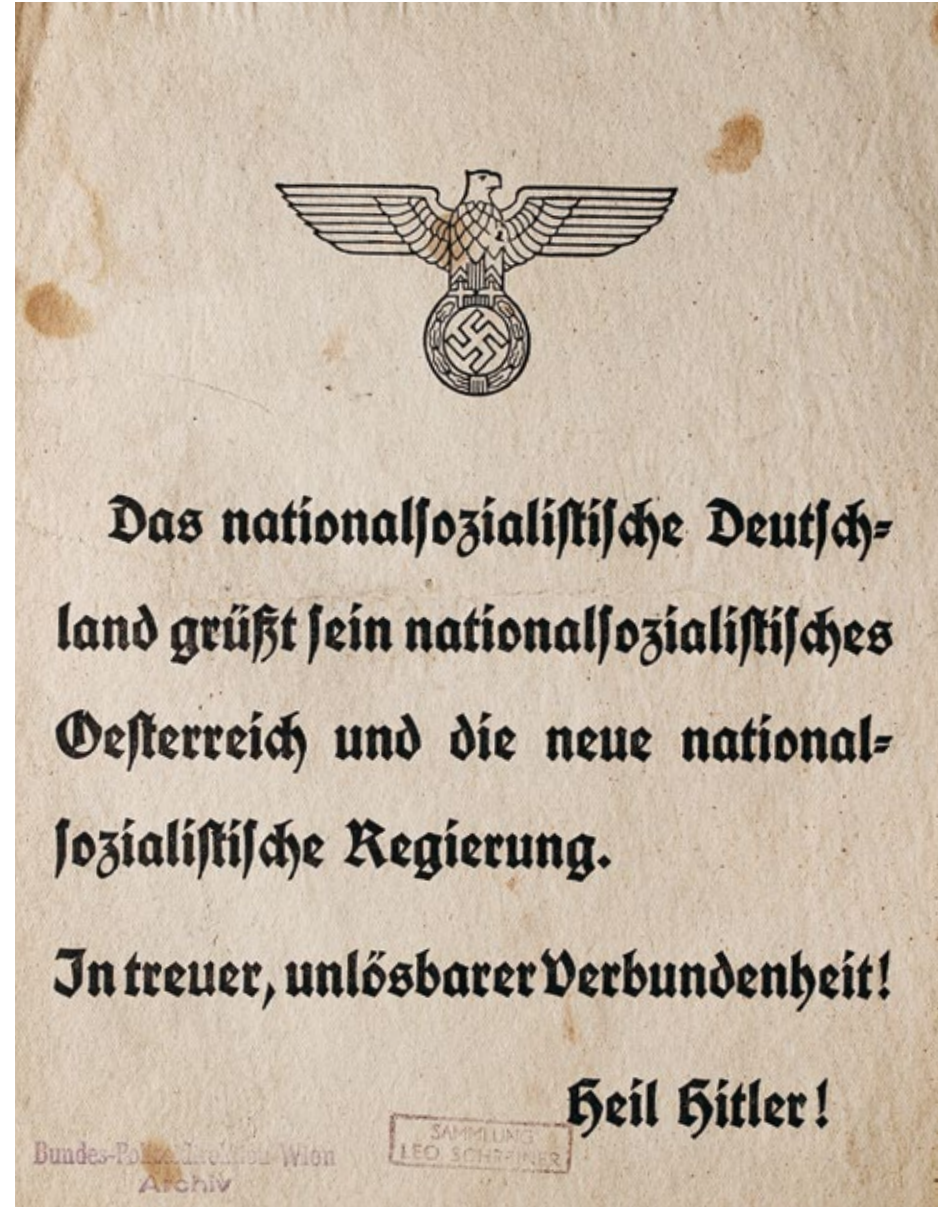 Das nationalsozialistische Deutsch-
land grüßt sein nationalsozialistisches
Oesterreich und die neue national-
sozialistische Regierung.
In treuer, unlösbarer Verbundenheit!
Heil Hitler!
SAMMLUNG
LEO SCHREINER
Bundes- Wien
Archiv